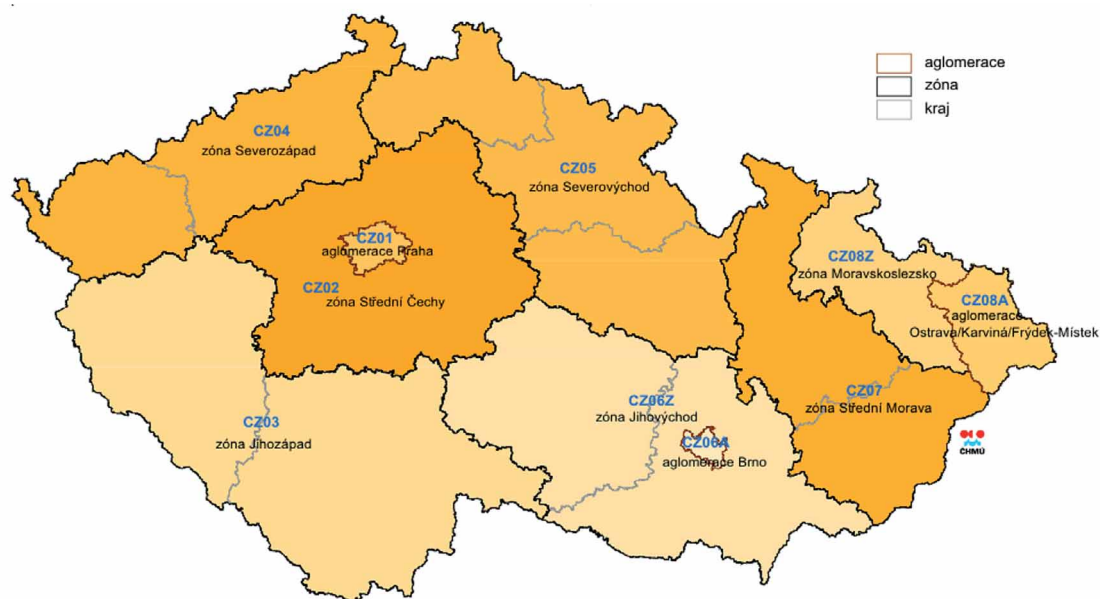 aglomerace
zóna
kraj
CZ04
zóna Severozápad
CZ05
zóna Severovýchod
CZ01
aglomerace Praha
CZ02
zóna Střední Čechy
CZ08Z
zóna Moravskoslezsko
CZ08A
aglomerace
Ostrava/Karviná/Frýdek-Místek
CZ03
zóna Jihozápad
CZ06Z
zóna Jihovýchod
CZ06A
aglomerace Brno
CZ07
zóna Střední Morava
ČHMÚ